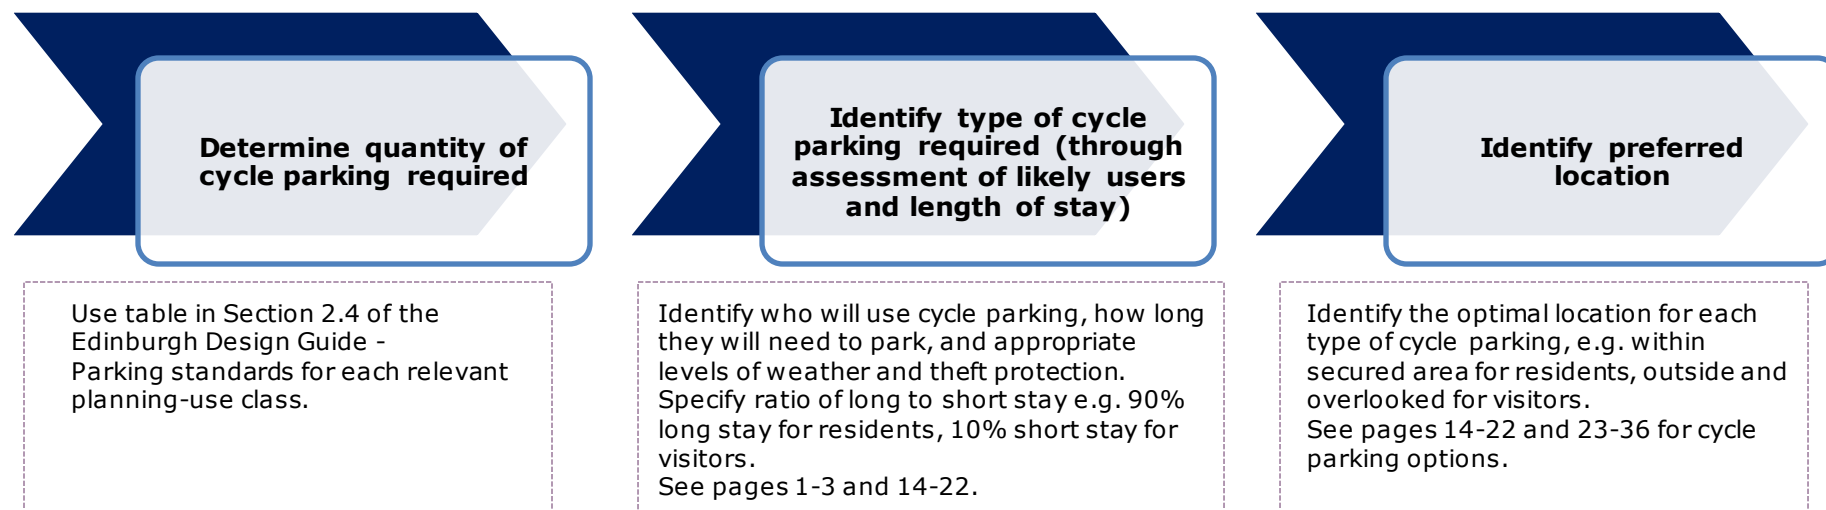 Determine quantity of
cycle parking required
Identify type of cycle
parking required (through
assessment of likely users
and length of stay)
Identify preferred
location
Use table in Section 2.4 of the
Edinburgh Design Guide -
Parking standards for each relevant
planning-use class.
Identify who will use cycle parking, how long
they will need to park, and appropriate
levels of weather and theft protection.
Specify ratio of long to short stay e.g. 90%
long stay for residents, 10% short stay for
visitors.
See pages 1-3 and 14-22.
Identify the optimal location for each
type of cycle parking, e.g. within
secured area for residents, outside and
overlooked for visitors.
See pages 14-22 and 23-36 for cycle
parking options.